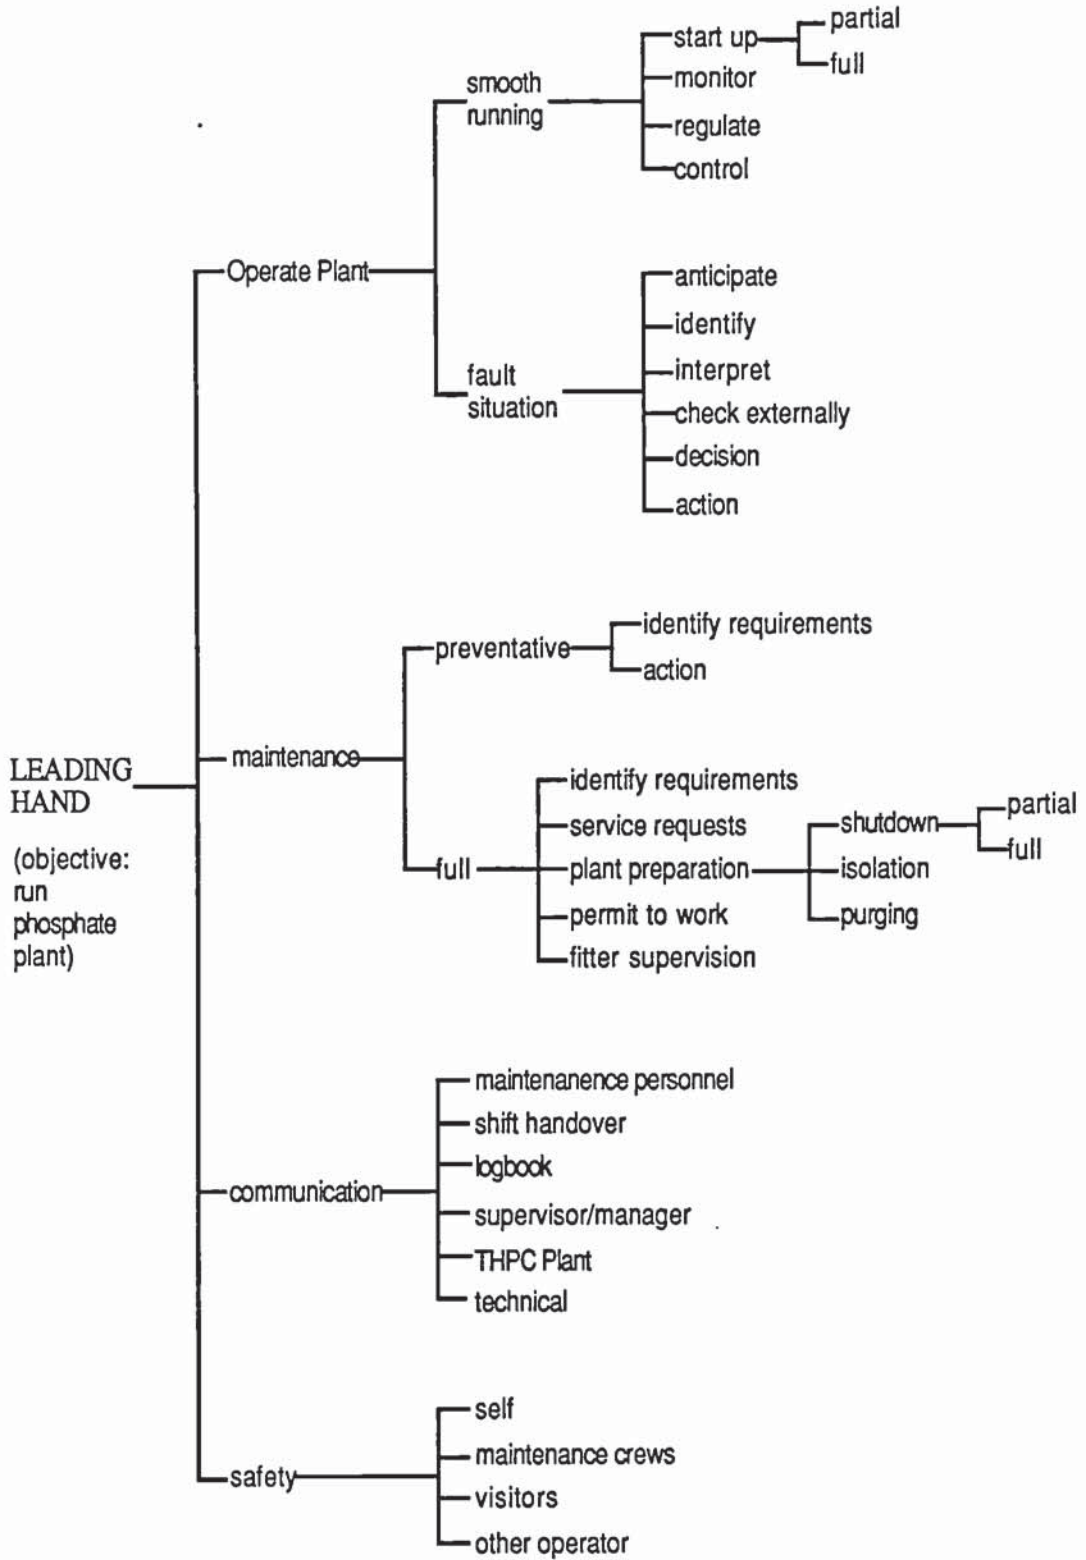 partial
start up
full
smooth
running
monitor
regulate
control
Operate Plant
anticipate
identify
fault
situation
interpret
check externally
decision
action
preventative
identify requirements
action
maintenance
LEADING
HAND
(objective:
run
phosphate
plant)
full
identify requirements
service requests
plant preparation
permit to work
fitter supervision
shutdown
partial
full
isolation
purging
communication
maintenanence personnel
shift handover
logbook
supervisor/manager
THPC Plant
technical
safety
self
maintenance crews
visitors
other operator